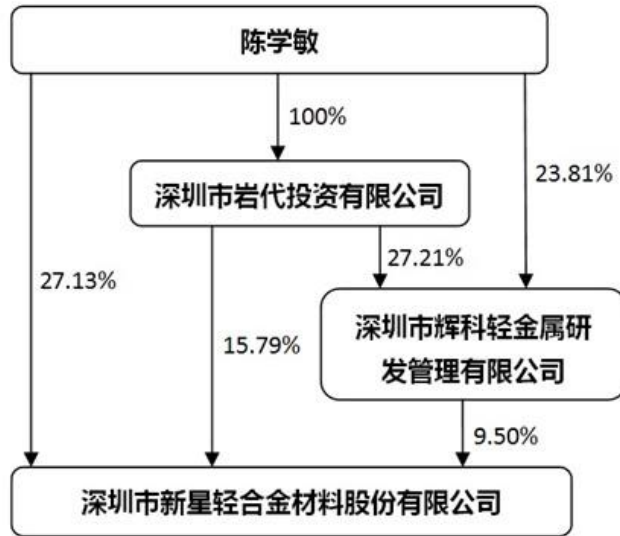 陈学敏
100%
深圳市岩代投资有限公司
23.81%
27.21%
27.13%
深圳市辉科轻金属研
发管理有限公司
15.79%
9.50%
深圳市新星轻合金材料股份有限公司